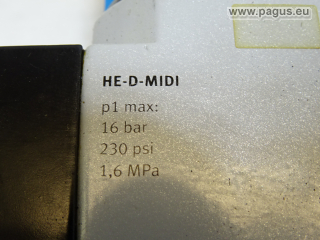 www.pagus.eu
HE-D-MIDI
p1 max:
16 bar
230 psi
1,6 MPa